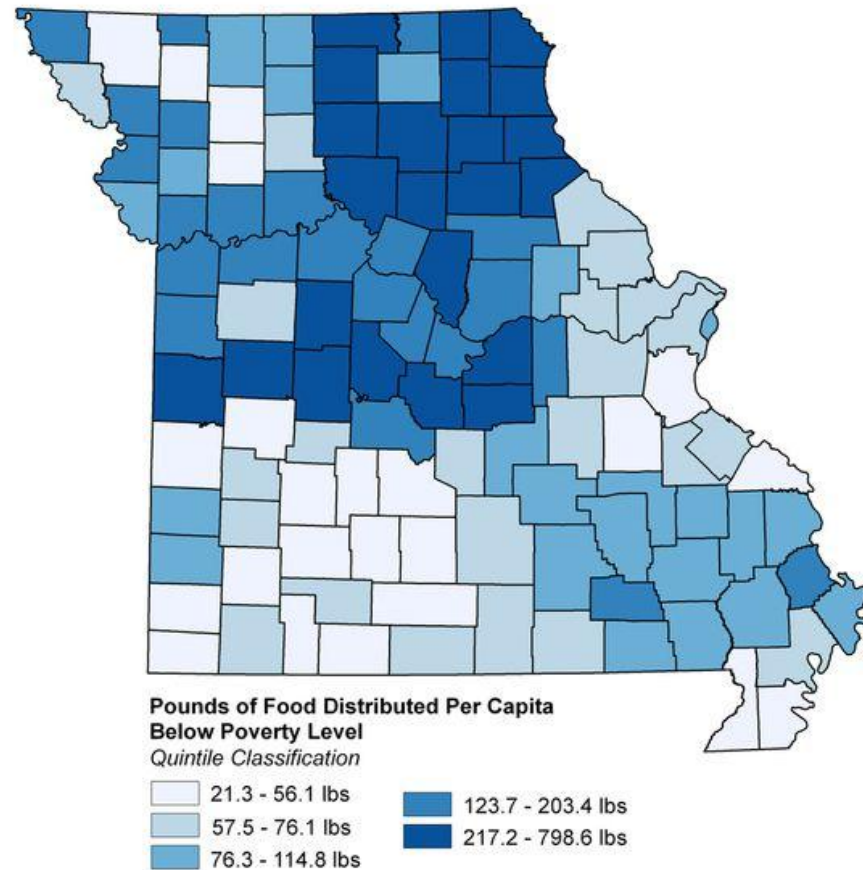 Pounds of Food Distributed Per Capita
Below Poverty Level
Quintile Classification
21.3 - 56.1 lbs
57.5 - 76.1 lbs
76.3 - 114.8 lbs
123.7 - 203.4 lbs
217.2 - 798.6 lbs